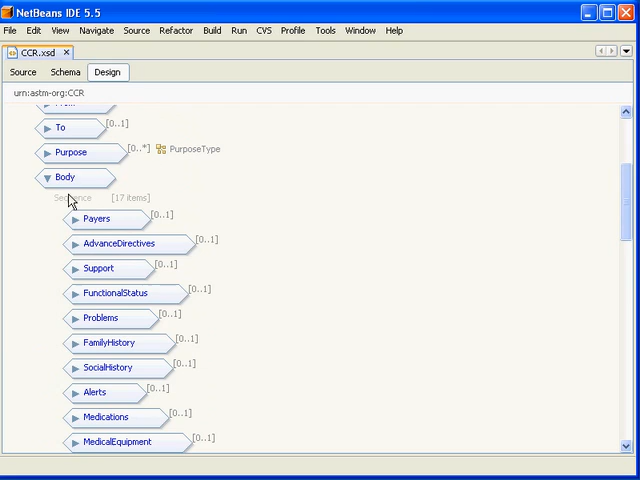 NetBeans IDE 5.5
File Edit View Navigate Source Refactor Build Run CVS Profile Tools Window Help
CCR.xsd
Source Schema Design
urn:astm-org:CCR
To [0..1]
Purpose [0..*] PurposeType
Body
Sequence [17 items]
Payers [0..1]
AdvanceDirectives [0..1]
Support [0..1]
FunctionalStatus [0..1]
Problems [0..1]
FamilyHistory [0..1]
SocialHistory [0..1]
Alerts [0..1]
Medications [0..1]
MedicalEquipment [0..1]